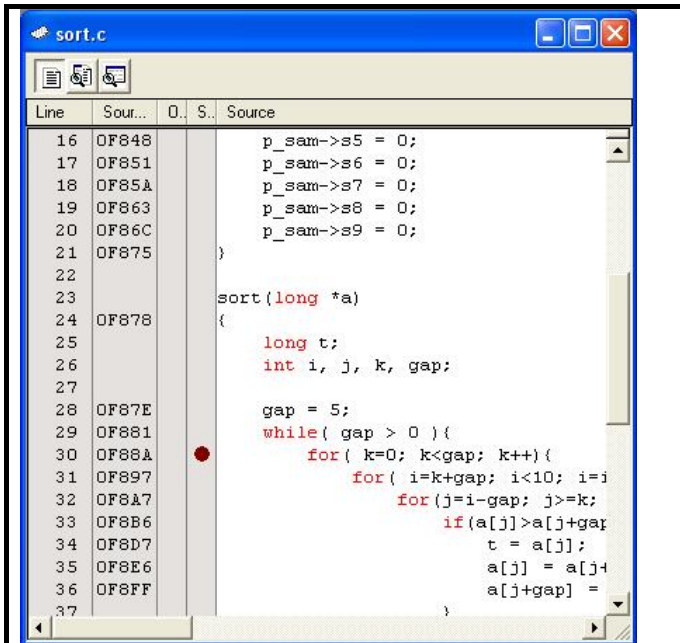 sort.c
Line Sour... O.. S.. Source
16 0F848 p_sam->s5 = 0;
17 0F851 p_sam->s6 = 0;
18 0F85A p_sam->s7 = 0;
19 0F863 p_sam->s8 = 0;
20 0F86C p_sam->s9 = 0;
21 0F875 }
22
23 sort(long *a)
24 0F878 {
25 long t;
26 int i, j, k, gap;
27
28 0F87E gap = 5;
29 0F881 while( gap > 0 ){
30 0F88A for( k=0; k<gap; k++){
31 0F897 for( i=k+gap; i<10; i=i
32 0F8A7 for(j=i-gap; j>=k;
33 0F8B6 if(a[j]>a[j+gap
34 0F8D7 t = a[j];
35 0F8E6 a[j] = a[j+
36 0F8FF a[j+gap] =
37 }